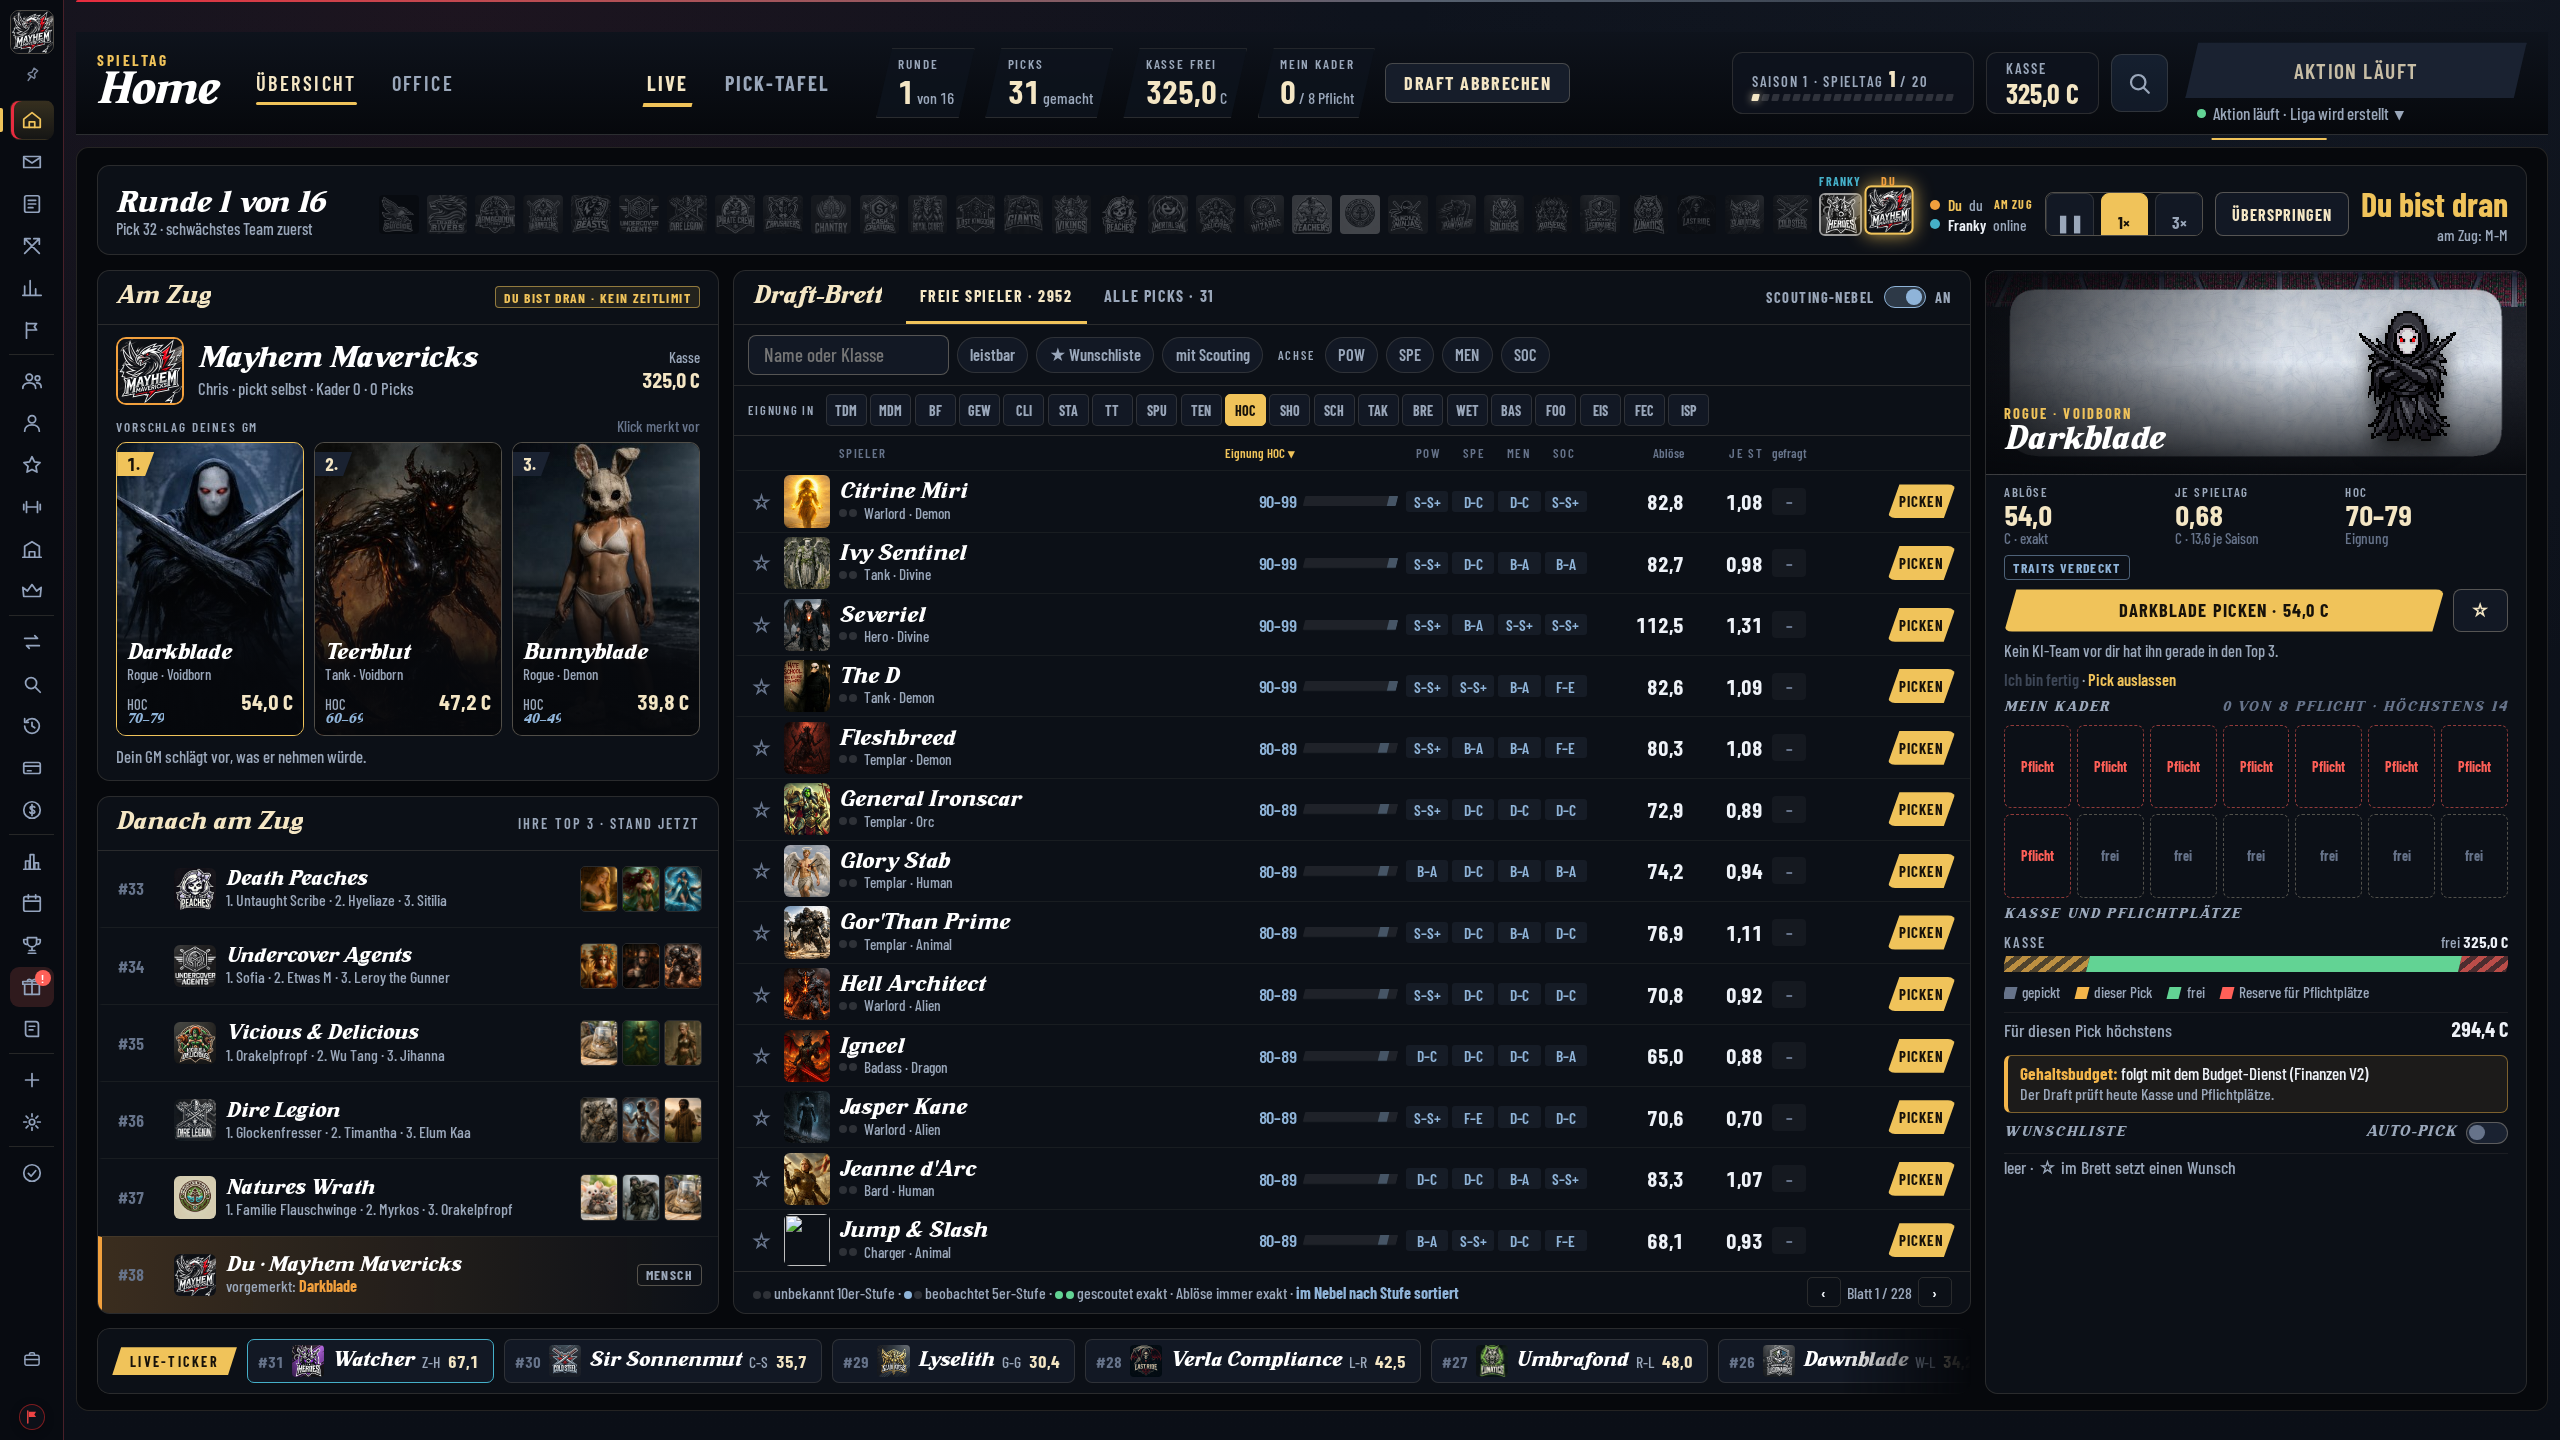 SPIELTAG
Home
ÜBERSICHT
OFFICE
LIVE
PICK-TAFEL
RUNDE
1 von 16
PICKS
31 gemacht
KASSE FREI
325,0 C
MEIN KADER
0 / 8 Pflicht
DRAFT ABBRECHEN
SAISON 1 · SPIELTAG 1 / 20
KASSE
325,0 C
AKTION LÄUFT
Aktion läuft · Liga wird erstellt ▼
Runde 1 von 16
Pick 32 · schwächstes Team zuerst
FRANKY
DU
Du du AM ZUG
Franky online
1×
3×
ÜBERSPRINGEN
Du bist dran
am Zug: M-M
Am Zug
DU BIST DRAN · KEIN ZEITLIMIT
Mayhem Mavericks
Chris · pickt selbst · Kader 0 · 0 Picks
Kasse
325,0 C
VORSCHLAG DEINES GM
Klick merkt vor
1.
Darkblade
Rogue · Voidborn
HOC
70–79
54,0 C
2.
Teerblut
Tank · Voidborn
HOC
60–69
47,2 C
3.
Bunnyblade
Rogue · Demon
HOC
40–49
39,8 C
Dein GM schlägt vor, was er nehmen würde.
Danach am Zug
IHRE TOP 3 · STAND JETZT
#33
Death Peaches
1. Untaught Scribe · 2. Hyeliaze · 3. Sitilia
#34
Undercover Agents
1. Sofia · 2. Etwas M · 3. Leroy the Gunner
#35
Vicious & Delicious
1. Orakelpfropf · 2. Wu Tang · 3. Jihanna
#36
Dire Legion
1. Glockenfresser · 2. Timantha · 3. Elum Kaa
#37
Natures Wrath
1. Familie Flauschwinge · 2. Myrkos · 3. Orakelpfropf
#38
Du · Mayhem Mavericks
vorgemerkt: Darkblade
MENSCH
Draft-Brett
FREIE SPIELER · 2952
ALLE PICKS · 31
SCOUTING-NEBEL
AN
Name oder Klasse
leistbar
★ Wunschliste
mit Scouting
ACHSE
POW
SPE
MEN
SOC
EIGNUNG IN
TDM
MDM
BF
GEW
CLI
STA
TT
SPU
TEN
HOC
SHO
SCH
TAK
BRE
WET
BAS
FOO
EIS
FEC
ISP
SPIELER
Eignung HOC ▼
POW
SPE
MEN
SOC
Ablöse
JE ST
gefragt
☆ Citrine Miri
Warlord · Demon
90–99 S–S+ D–C D–C S–S+ 82,8 1,08 – PICKEN
☆ Ivy Sentinel
Tank · Divine
90–99 S–S+ D–C B–A B–A 82,7 0,98 – PICKEN
☆ Severiel
Hero · Divine
90–99 S–S+ B–A S–S+ S–S+ 112,5 1,31 – PICKEN
☆ The D
Tank · Demon
90–99 S–S+ S–S+ B–A F–E 82,6 1,09 – PICKEN
☆ Fleshbreed
Templar · Demon
80–89 S–S+ B–A B–A F–E 80,3 1,08 – PICKEN
☆ General Ironscar
Templar · Orc
80–89 S–S+ D–C D–C D–C 72,9 0,89 – PICKEN
☆ Glory Stab
Templar · Human
80–89 B–A D–C B–A B–A 74,2 0,94 – PICKEN
☆ Gor'Than Prime
Templar · Animal
80–89 S–S+ D–C B–A D–C 76,9 1,11 – PICKEN
☆ Hell Architect
Warlord · Alien
80–89 S–S+ D–C D–C D–C 70,8 0,92 – PICKEN
☆ Igneel
Badass · Dragon
80–89 D–C D–C D–C B–A 65,0 0,88 – PICKEN
☆ Jasper Kane
Warlord · Alien
80–89 S–S+ F–E D–C D–C 70,6 0,70 – PICKEN
☆ Jeanne d'Arc
Bard · Human
80–89 D–C D–C B–A S–S+ 83,3 1,07 – PICKEN
☆ Jump & Slash
Charger · Animal
80–89 B–A S–S+ D–C F–E 68,1 0,93 – PICKEN
unbekannt 10er-Stufe · beobachtet 5er-Stufe · gescoutet exakt · Ablöse immer exakt · im Nebel nach Stufe sortiert
‹ Blatt 1 / 228 ›
ROGUE · VOIDBORN
Darkblade
ABLÖSE
54,0
C · exakt
JE SPIELTAG
0,68
C · 13,6 je Saison
HOC
70–79
Eignung
TRAITS VERDECKT
DARKBLADE PICKEN · 54,0 C
☆
Kein KI-Team vor dir hat ihn gerade in den Top 3.
Ich bin fertig · Pick auslassen
MEIN KADER
0 VON 8 PFLICHT · HÖCHSTENS 14
Pflicht Pflicht Pflicht Pflicht Pflicht Pflicht Pflicht
Pflicht frei frei frei frei frei frei
KASSE UND PFLICHTPLÄTZE
KASSE
frei 325,0 C
gepickt dieser Pick frei Reserve für Pflichtplätze
Für diesen Pick höchstens
294,4 C
Gehaltsbudget: folgt mit dem Budget-Dienst (Finanzen V2)
Der Draft prüft heute Kasse und Pflichtplätze.
WUNSCHLISTE
AUTO-PICK
leer · ☆ im Brett setzt einen Wunsch
LIVE-TICKER
#31 Watcher Z-H 67,1
#30 Sir Sonnenmut C-S 35,7
#29 Lyselith G-G 30,4
#28 Verla Compliance L-R 42,5
#27 Umbrafond R-L 48,0
#26 Dawnblade W-L 34,